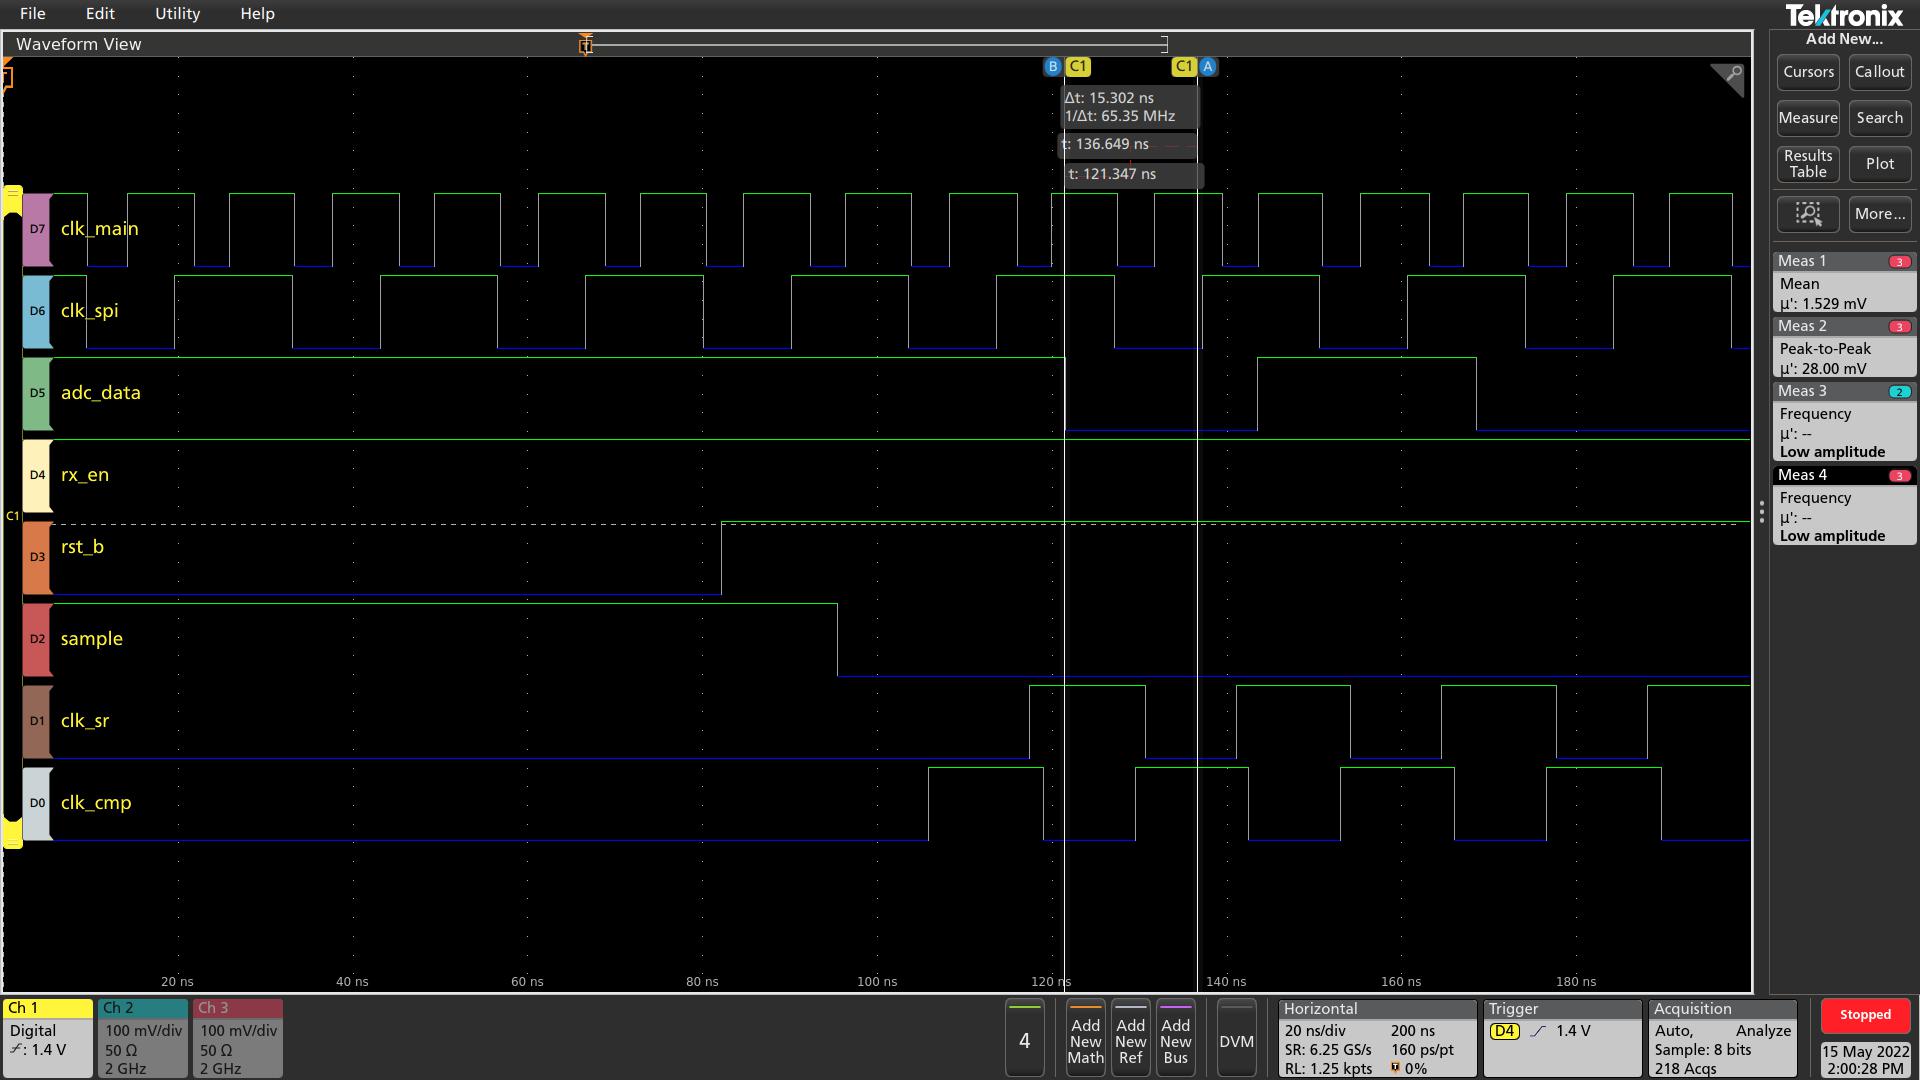 File Edit Utility Help
Tektronix
Waveform View
Add New...
Cursors Callout
Measure Search
Results Table Plot
More...
B C1 C1 A
Δt: 15.302 ns
1/Δt: 65.35 MHz
t: 136.649 ns
t: 121.347 ns
D7 clk_main
D6 clk_spi
D5 adc_data
D4 rx_en
C1
D3 rst_b
D2 sample
D1 clk_sr
D0 clk_cmp
20 ns 40 ns 60 ns 80 ns 100 ns 120 ns 140 ns 160 ns 180 ns
Meas 1 3
Mean
µ': 1.529 mV
Meas 2 3
Peak-to-Peak
µ': 28.00 mV
Meas 3 2
Frequency
µ': --
Low amplitude
Meas 4 3
Frequency
µ': --
Low amplitude
Ch 1
Digital
: 1.4 V
Ch 2
100 mV/div
50 Ω
2 GHz
Ch 3
100 mV/div
50 Ω
2 GHz
4
Add New Math
Add New Ref
Add New Bus
DVM
Horizontal
20 ns/div 200 ns
SR: 6.25 GS/s 160 ps/pt
RL: 1.25 kpts T 0%
Trigger
D4 1.4 V
Acquisition
Auto, Analyze
Sample: 8 bits
218 Acqs
Stopped
15 May 2022
2:00:28 PM